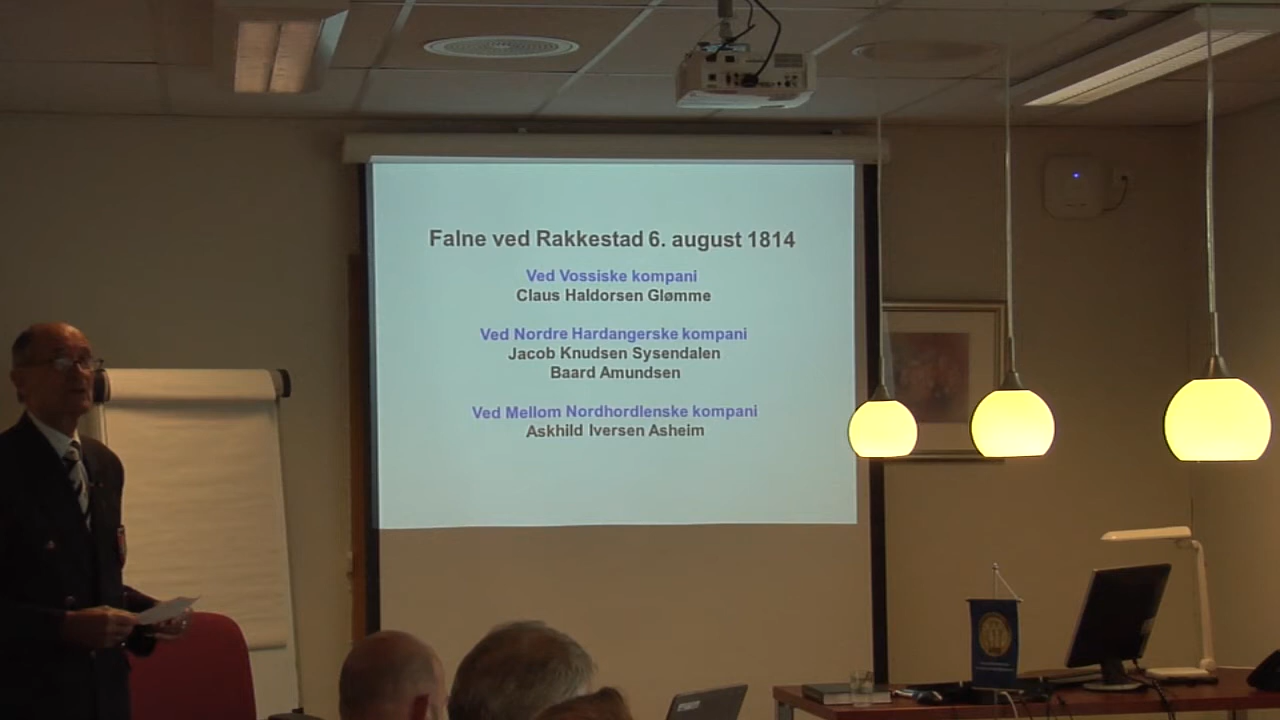 Falne ved Rakkestad 6. august 1814
Ved Vossiske kompani
Claus Haldorsen Glømme
Ved Nordre Hardangerske kompani
Jacob Knudsen Sysendalen
Baard Amundsen
Ved Mellom Nordhordlenske kompani
Askhild Iversen Asheim